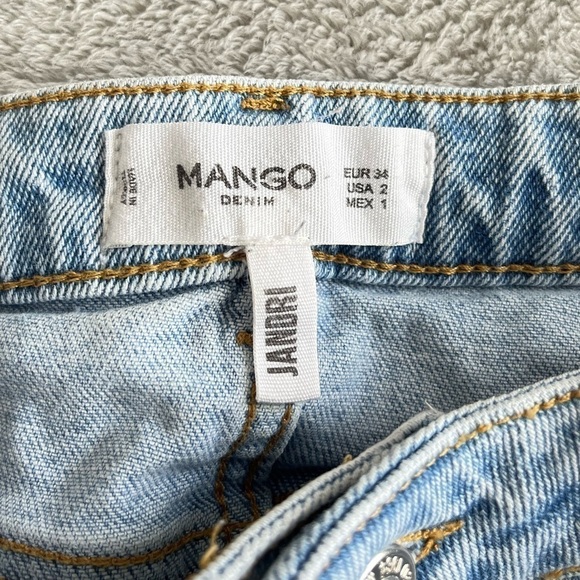 MANGO
DENIM
EUR 34
USA 2
MEX 1
JANDRI